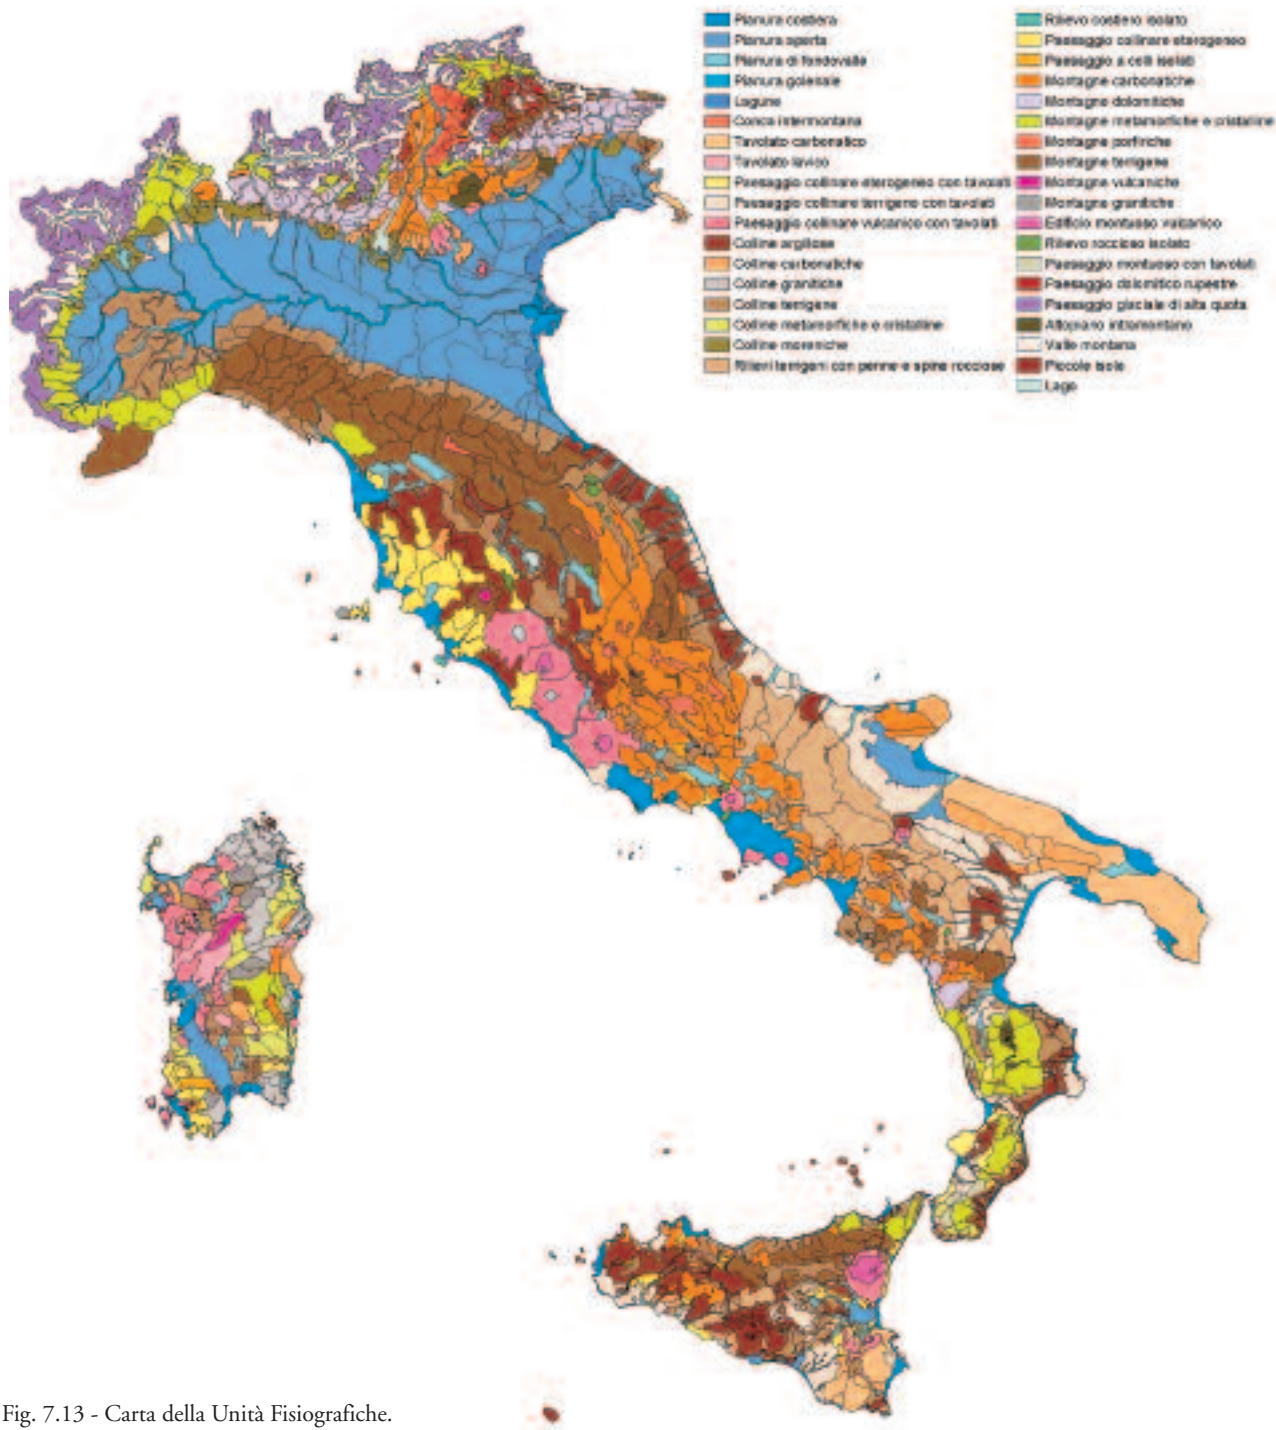 Pianura costiera
Pianura aperta
Pianura di fondovalle
Pianura golenale
Lagune
Conca intermontana
Tavolato carbonatico
Tavolato lavico
Paesaggio collinare eterogeneo con tavolati
Paesaggio collinare terrigeno con tavolati
Paesaggio collinare vulcanico con tavolati
Colline argillose
Colline carbonatiche
Colline granitiche
Colline terrigene
Colline metamorfiche e cristalline
Colline moreniche
Rilievi terrigeni con penne e spine rocciose
Rilievo costiero isolato
Paesaggio collinare eterogeneo
Paesaggio a colli isolati
Montagne carbonatiche
Montagne dolomitiche
Montagne metamorfiche e cristalline
Montagne porfiriche
Montagne terrigene
Montagne vulcaniche
Montagne granitiche
Edificio montuoso vulcanico
Rilievo roccioso isolato
Paesaggio montuoso con tavolati
Paesaggio dolomitico rupestre
Paesaggio glaciale di alta quota
Altopiano intramontano
Valle montana
Piccole isole
Lago
Fig. 7.13 - Carta della Unità Fisiografiche.